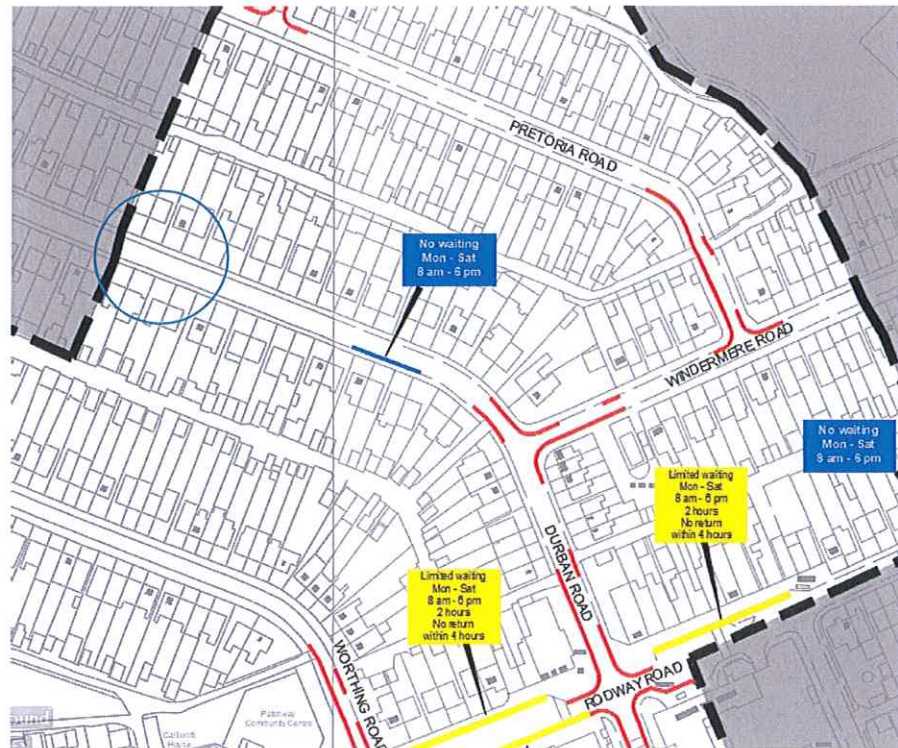 PRETORIA ROAD
No waiting
Mon - Sat
8 am - 6 pm
WINDERMERE ROAD
No waiting
Mon - Sat
8 am - 6 pm
Limited waiting
Mon - Sat
8 am - 6 pm
2 hours
No return
within 4 hours
DURBAN ROAD
Limited waiting
Mon - Sat
8 am - 6 pm
2 hours
No return
within 4 hours
WORTHING ROAD
RODWAY ROAD
Patchway
Community Centre
House